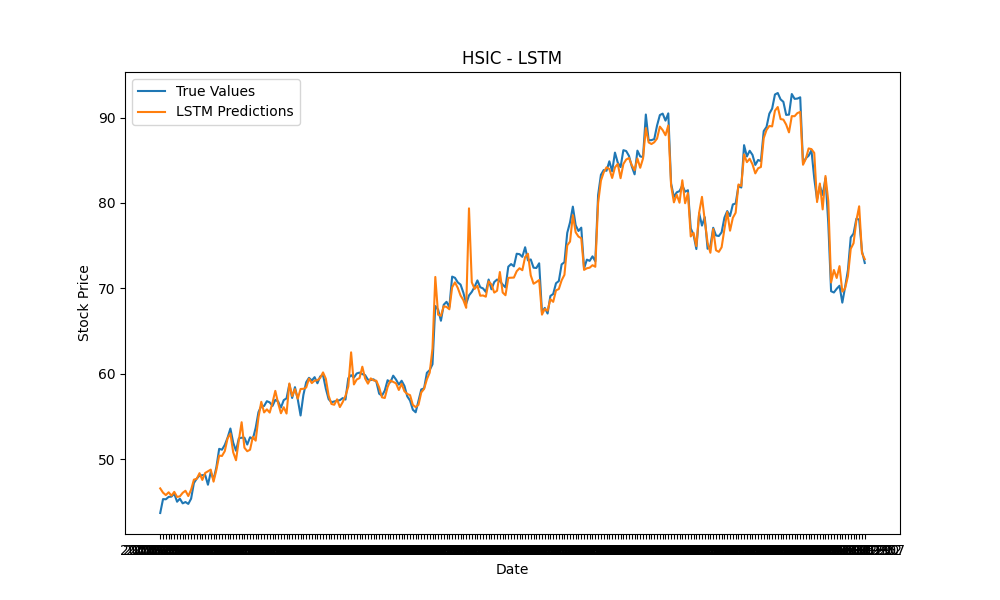 HSIC - LSTM
True Values
LSTM Predictions
90
80
70
60
50
Stock Price
Date